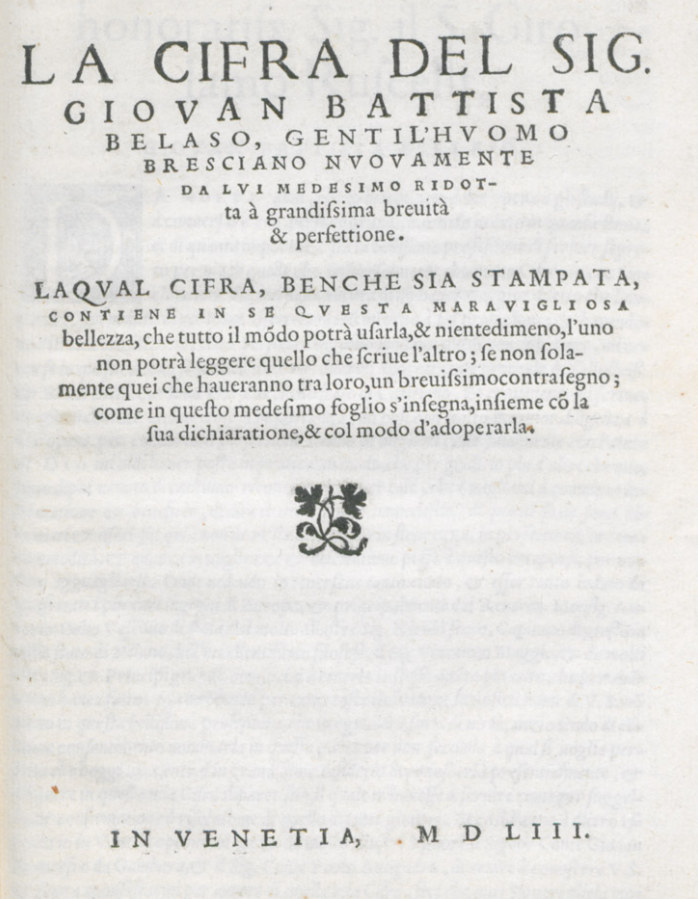 LA CIFRA DEL SIG.
GIOVAN BATTISTA
BELASO, GENTIL'HVOMO
BRESCIANO NVOVAMENTE
DA LVI MEDESIMO RIDOT-
ta à grandiſsima breuità
& perfettione.
LAQVAL CIFRA, BENCHE SIA STAMPATA,
CONTIENE IN SE QVESTA MARAVIGLIOSA
bellezza, che tutto il mōdo potrà uſarla,& nientedimeno,l'uno
non potrà leggere quello che ſcriue l'altro ; ſe non ſola-
mente quei che haueranno tra loro,un breuiſsimocontraſegno ;
come in queſto medeſimo foglio s'inſegna,inſieme cō la
ſua dichiaratione,& col modo d'adoperarla.
IN VENETIA, M D LIII.